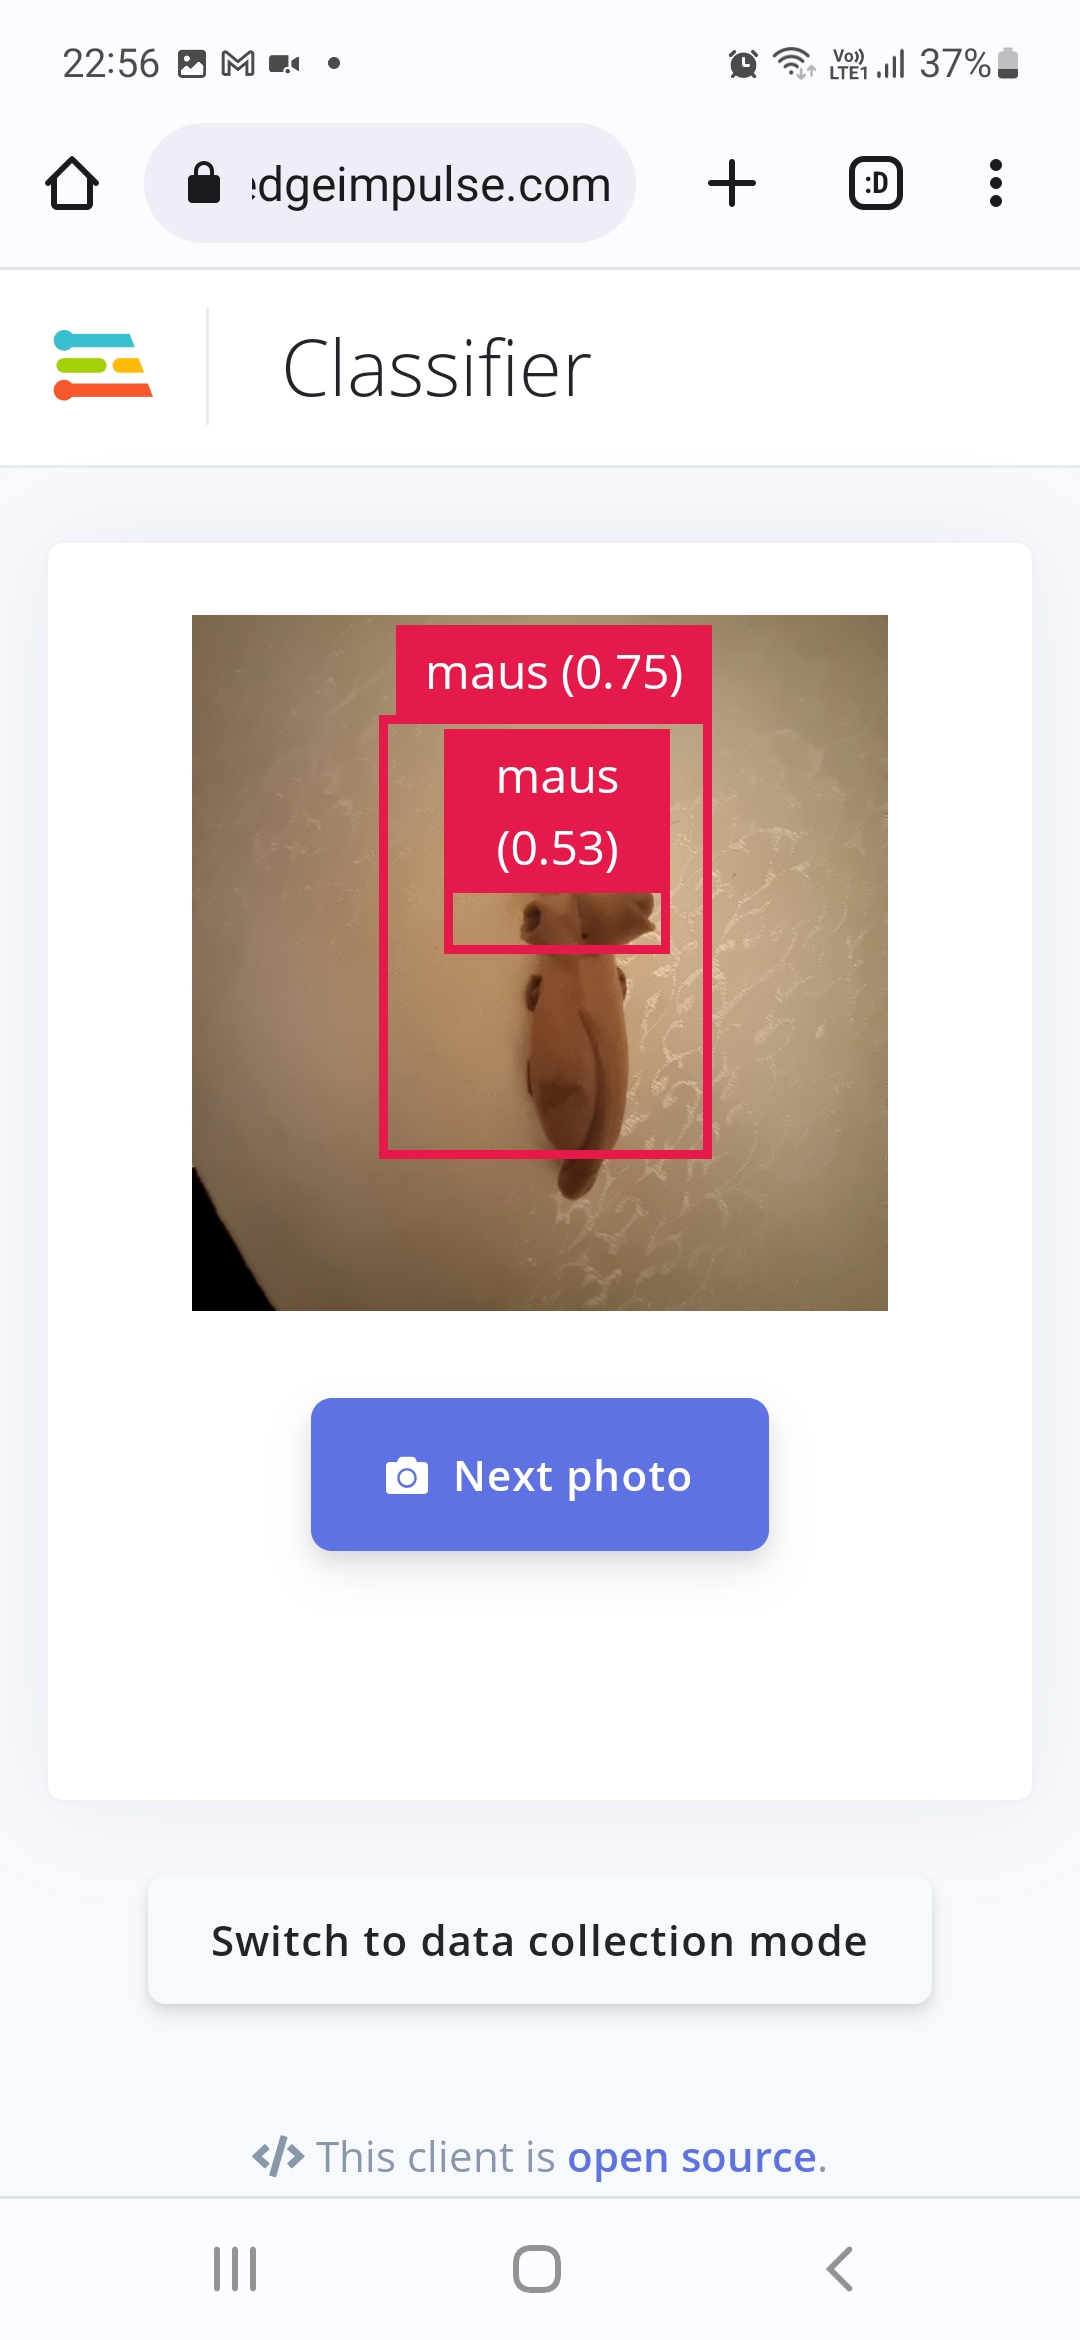 22:56
Vo))
LTE1
37%
edgeimpulse.com
:D
Classifier
maus (0.75)
maus
(0.53)
Next photo
Switch to data collection mode
This client is open source.